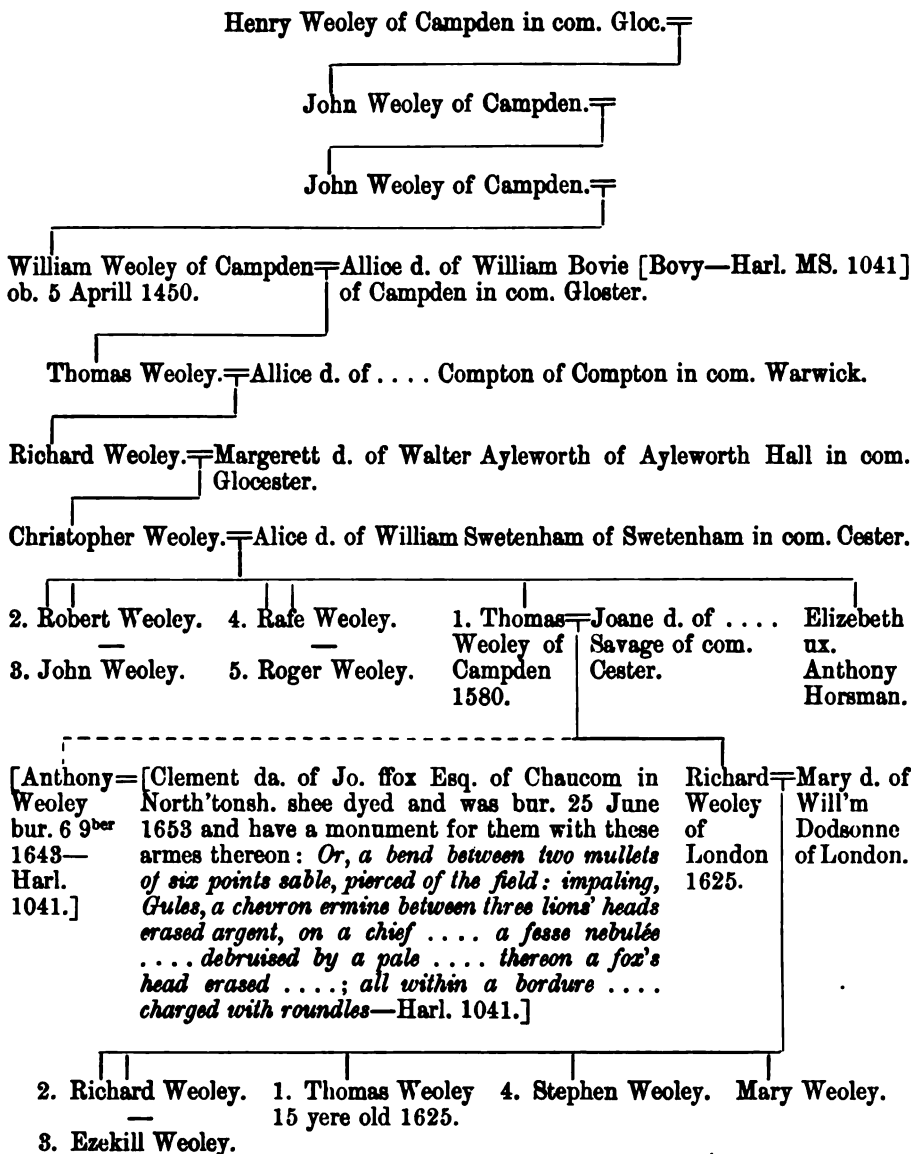 Henry Weoley of Campden in com. Gloc.
John Weoley of Campden.
John Weoley of Campden.
William Weoley of Campden=Allice d. of William Bovie [Bovy—Harl. MS. 1041]
ob. 5 Aprill 1450.
of Campden in com. Gloster.
Thomas Weoley.=Allice d. of .... Compton of Compton in com. Warwick.
Richard Weoley.=Margerett d. of Walter Ayleworth of Ayleworth Hall in com.
Glocester.
Christopher Weoley.=Alice d. of William Swetenham of Swetenham in com. Cester.
2. Robert Weoley.
—
3. John Weoley.
4. Rafe Weoley.
—
5. Roger Weoley.
1. Thomas=
Weoley of
Campden
1580.
Joane d. of ....
Savage of com.
Cester.
Elizebeth
ux.
Anthony
Horsman.
[Anthony=
Weoley
bur. 6 9ber
1643—
Harl.
1041.]
[Clement da. of Jo. ffox Esq. of Chaucom in
North'tonsh. shee dyed and was bur. 25 June
1653 and have a monument for them with these
armes thereon: Or, a bend between two mullets
of six points sable, pierced of the field: impaling,
Gules, a chevron ermine between three lions' heads
erased argent, on a chief .... a fesse nebulée
.... debruised by a pale .... thereon a fox's
head erased ....; all within a bordure ....
charged with roundles—Harl. 1041.]
Richard=
Weoley
of
London
1625.
Mary d. of
Will'm
Dodsonne
of London.
2. Richard Weoley.
—
3. Ezekill Weoley.
1. Thomas Weoley
15 yere old 1625.
4. Stephen Weoley.
Mary Weoley.